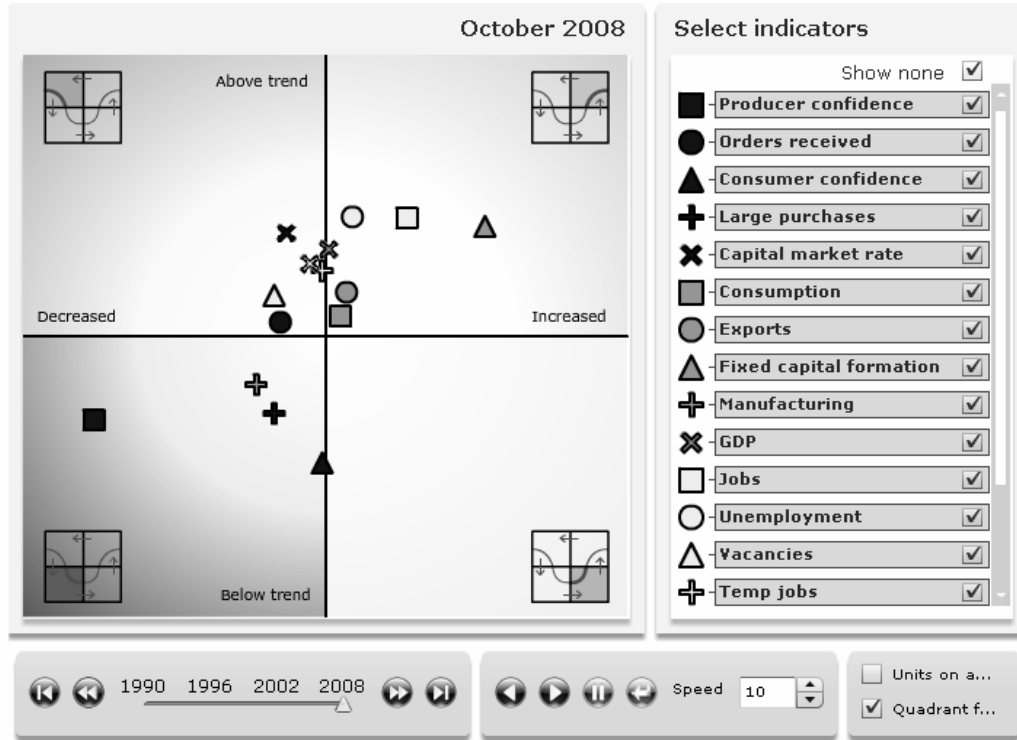 October 2008
Above trend
Decreased
Increased
Below trend
Select indicators
Show none
Producer confidence
Orders received
Consumer confidence
Large purchases
Capital market rate
Consumption
Exports
Fixed capital formation
Manufacturing
GDP
Jobs
Unemployment
Vacancies
Temp jobs
1990 1996 2002 2008
Speed 10
Units on a...
Quadrant f...